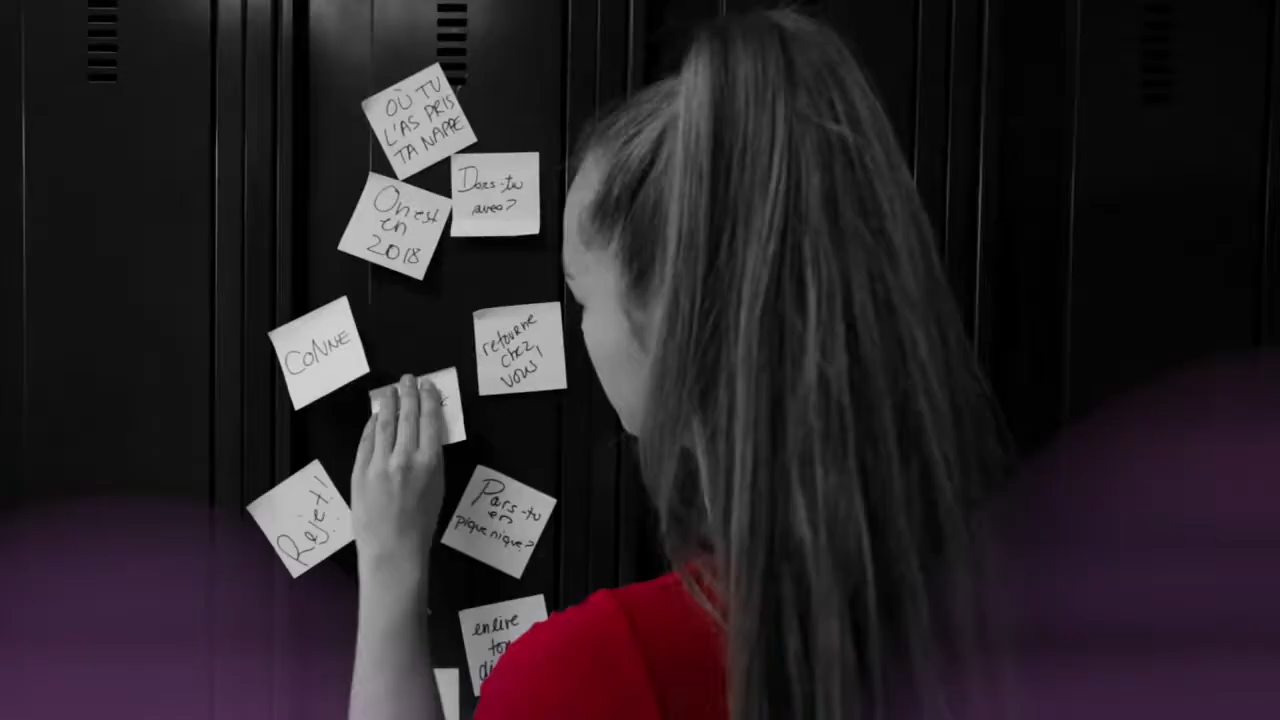 OÙ TU
L'AS PRIS
TA NAPPE
Dors-tu
avec?
On est
en
2018
CONNE
retourne
chez
vous!
Rejet!
Pars-tu
en
pique nique?
enlève
ton